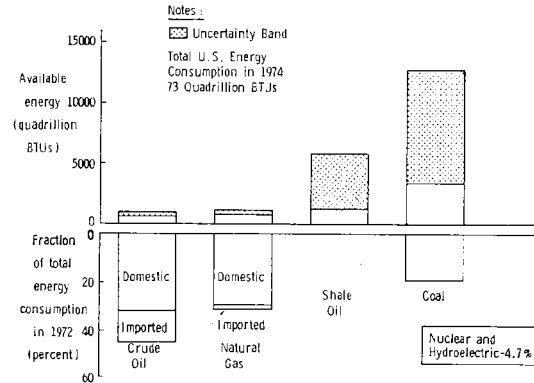 Notes:
Uncertainty Band
Total U.S. Energy
Consumption in 1974
73 Quadrillion BTUs
Available
energy
(quadrillion
BTUs)
15000
10000
5000
0
Fraction
of total
energy
consumption
in 1972
(percent)
0
20
40
60
Domestic
Imported
Crude
Oil
Domestic
Imported
Natural
Gas
Shale
Oil
Coal
Nuclear and
Hydroelectric-4.7%